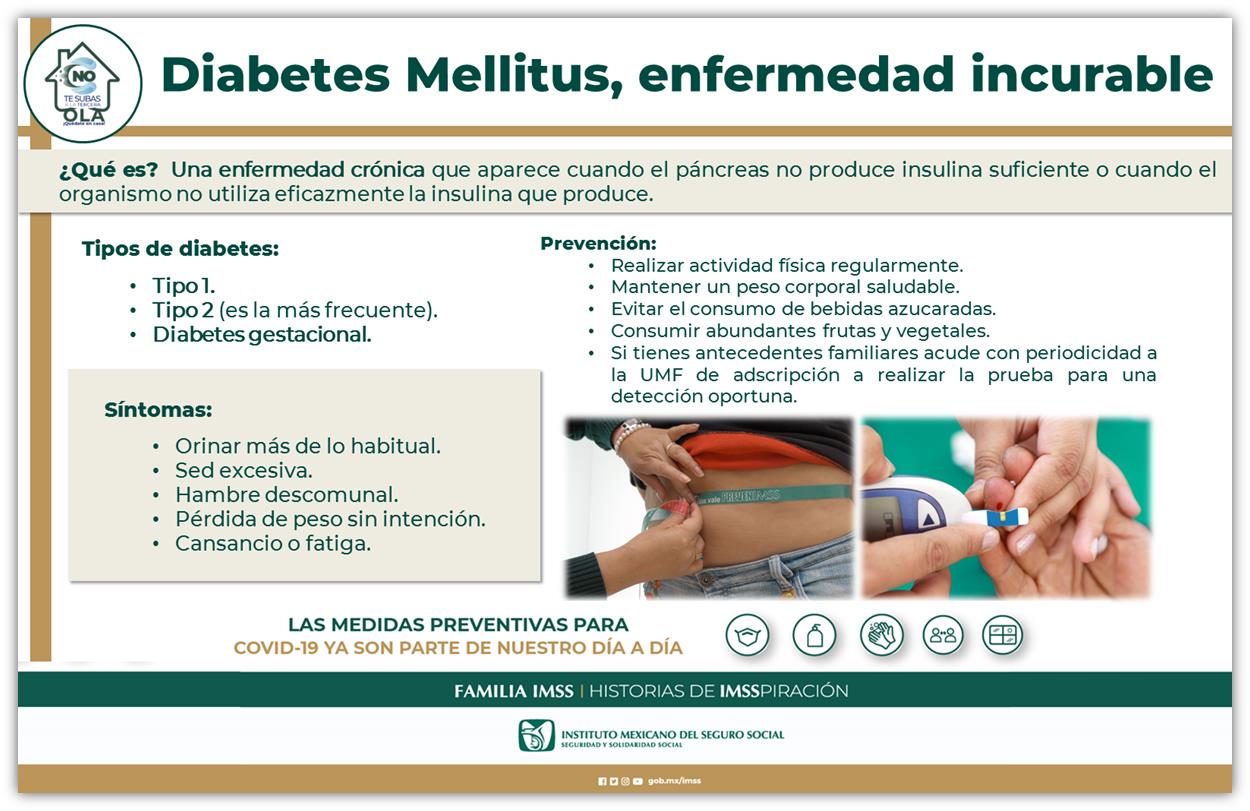 NO
TE SUBAS
A LA TERCERA
OLA
¡Quédate en casa!
Diabetes Mellitus, enfermedad incurable
¿Qué es? Una enfermedad crónica que aparece cuando el páncreas no produce insulina suficiente o cuando el
organismo no utiliza eficazmente la insulina que produce.
Tipos de diabetes:
• Tipo 1.
• Tipo 2 (es la más frecuente).
• Diabetes gestacional.
Síntomas:
• Orinar más de lo habitual.
• Sed excesiva.
• Hambre descomunal.
• Pérdida de peso sin intención.
• Cansancio o fatiga.
Prevención:
• Realizar actividad física regularmente.
• Mantener un peso corporal saludable.
• Evitar el consumo de bebidas azucaradas.
• Consumir abundantes frutas y vegetales.
• Si tienes antecedentes familiares acude con periodicidad a
la UMF de adscripción a realizar la prueba para una
detección oportuna.
vale PREVENIMSS
LAS MEDIDAS PREVENTIVAS PARA
COVID-19 YA SON PARTE DE NUESTRO DÍA A DÍA
FAMILIA IMSS | HISTORIAS DE IMSSPIRACIÓN
INSTITUTO MEXICANO DEL SEGURO SOCIAL
SEGURIDAD Y SOLIDARIDAD SOCIAL
gob.mx/imss